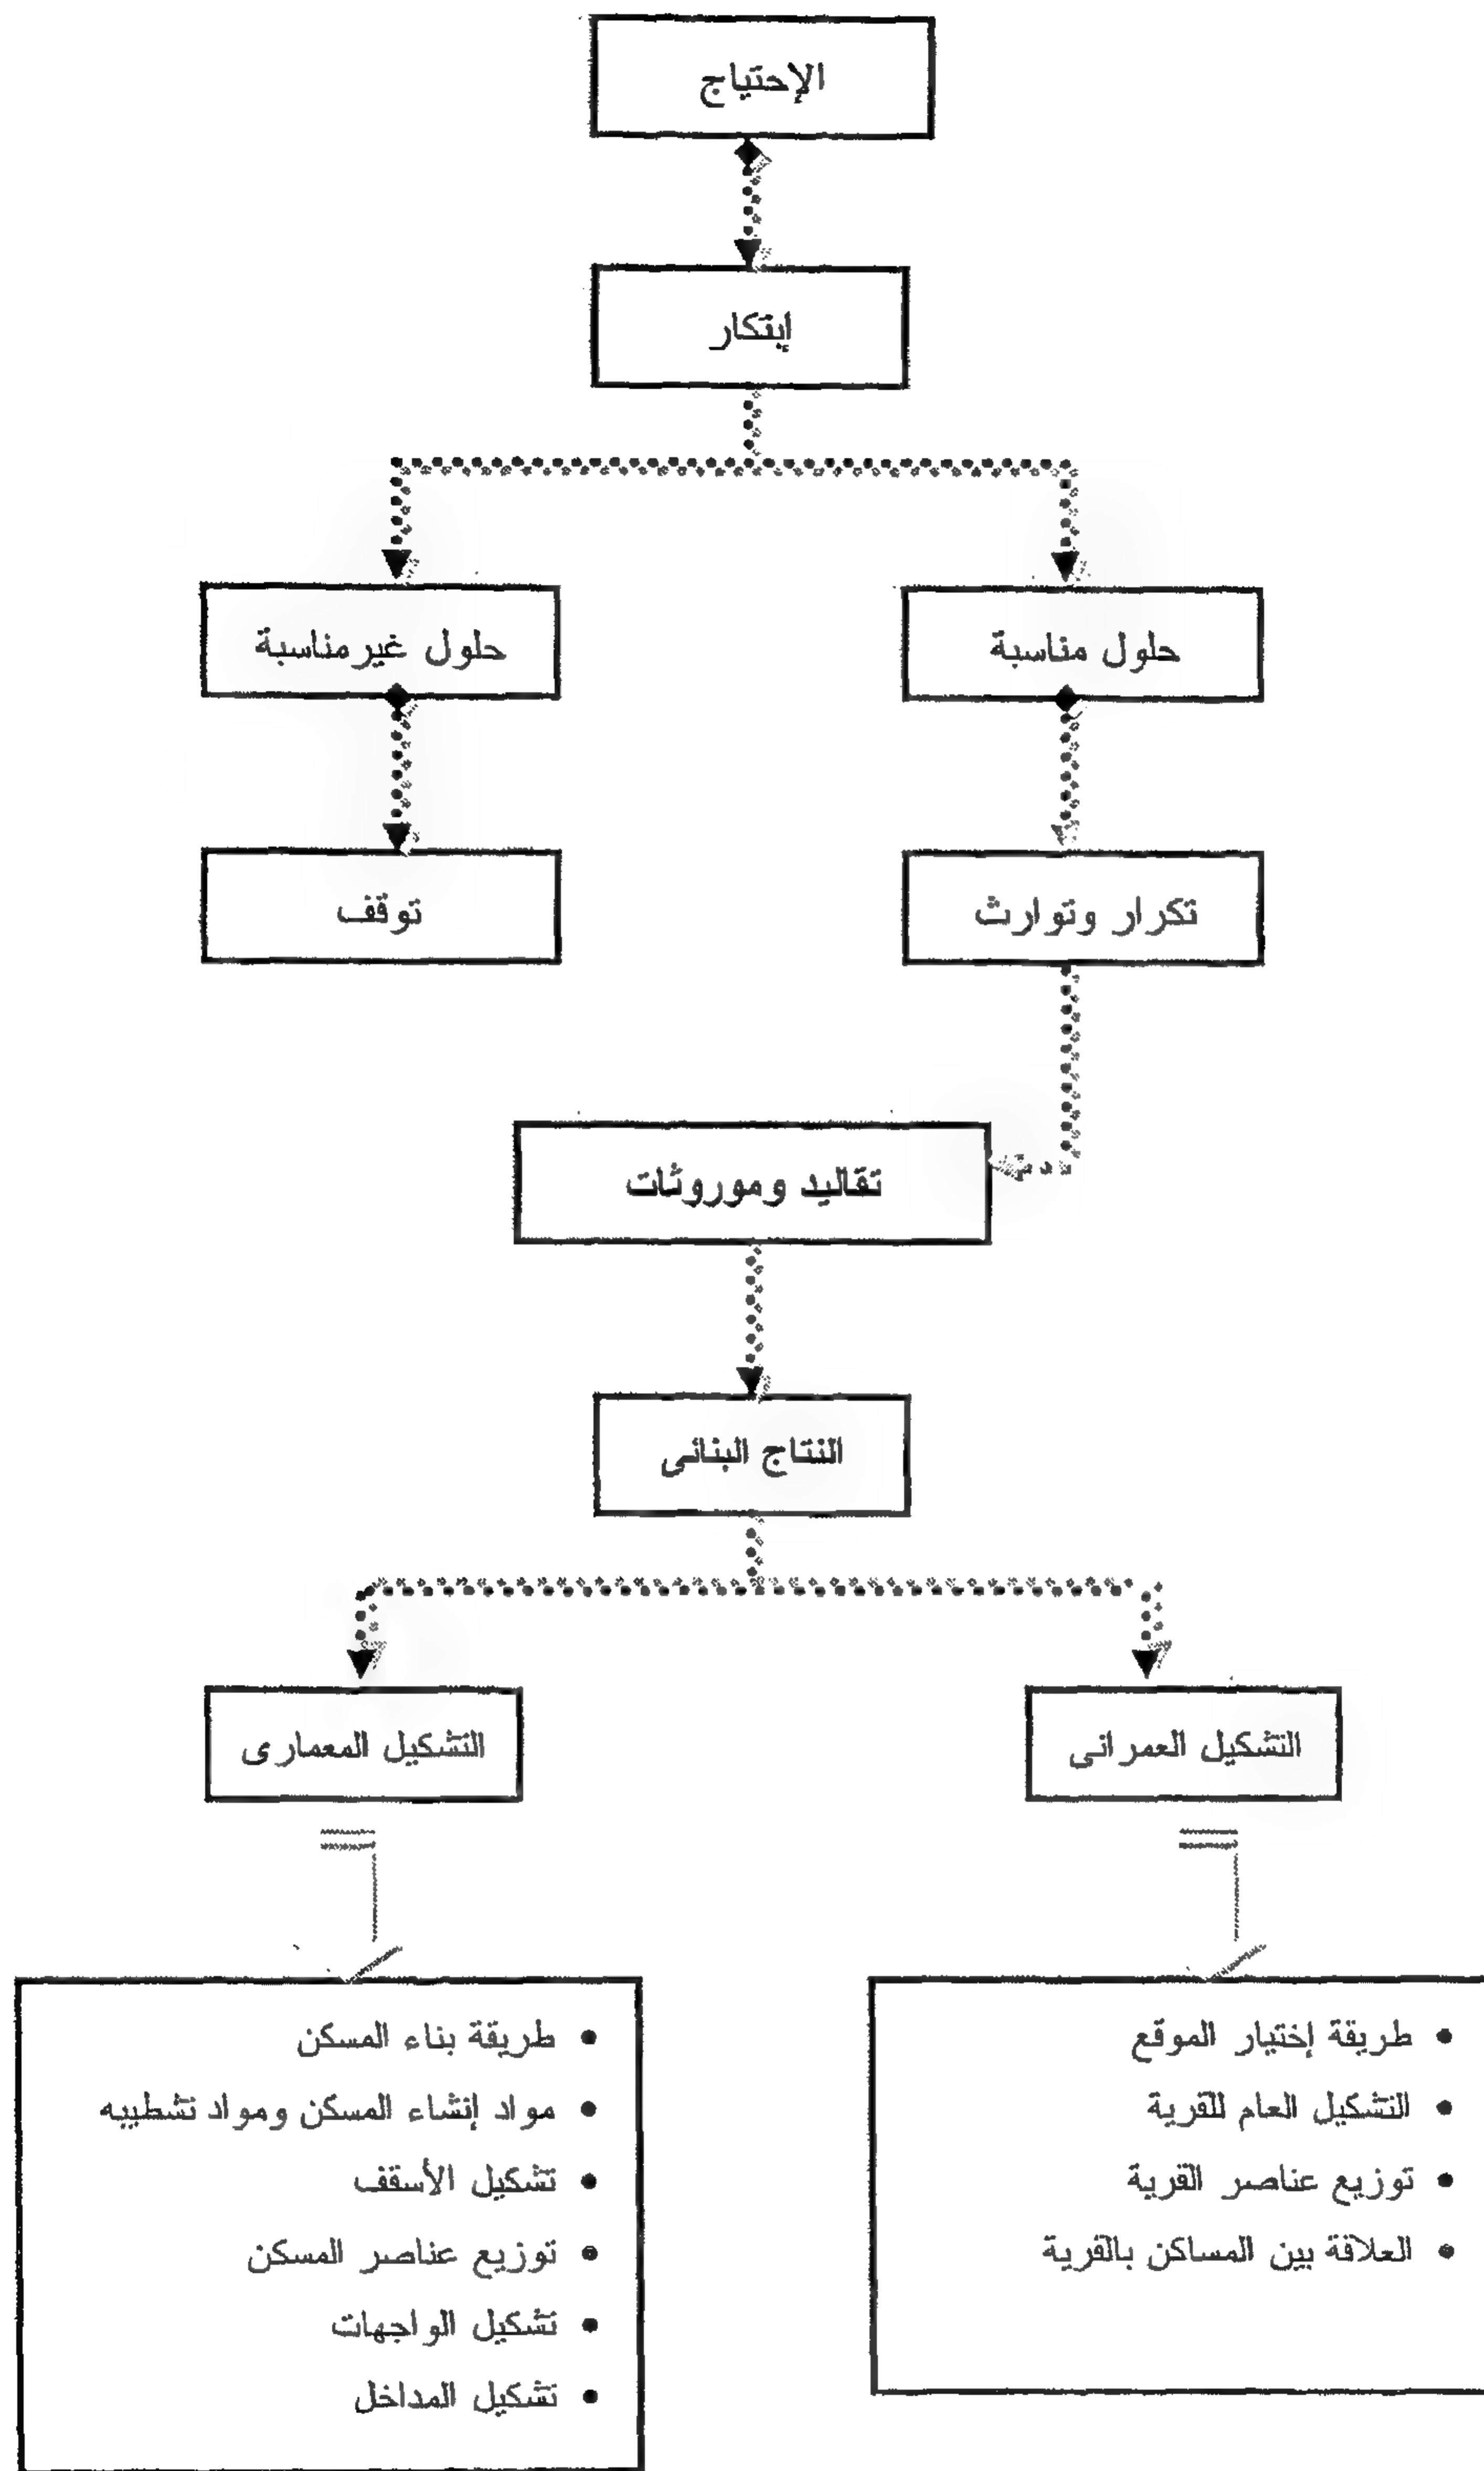 الإحتياج
إبتكار
حلول مناسبة
حلول غير مناسبة
تكرار وتوارث
توقف
تقاليد وموروثات
النتاج البنائى
التشكيل العمرانى
التشكيل المعمارى
• طريقة إختيار الموقع
• التشكيل العام للقرية
• توزيع عناصر القرية
• العلاقة بين المساكن بالقرية
• طريقة بناء المسكن
• مواد إنشاء المسكن ومواد تشطيبه
• تشكيل الأسقف
• توزيع عناصر المسكن
• تشكيل الواجهات
• تشكيل المداخل